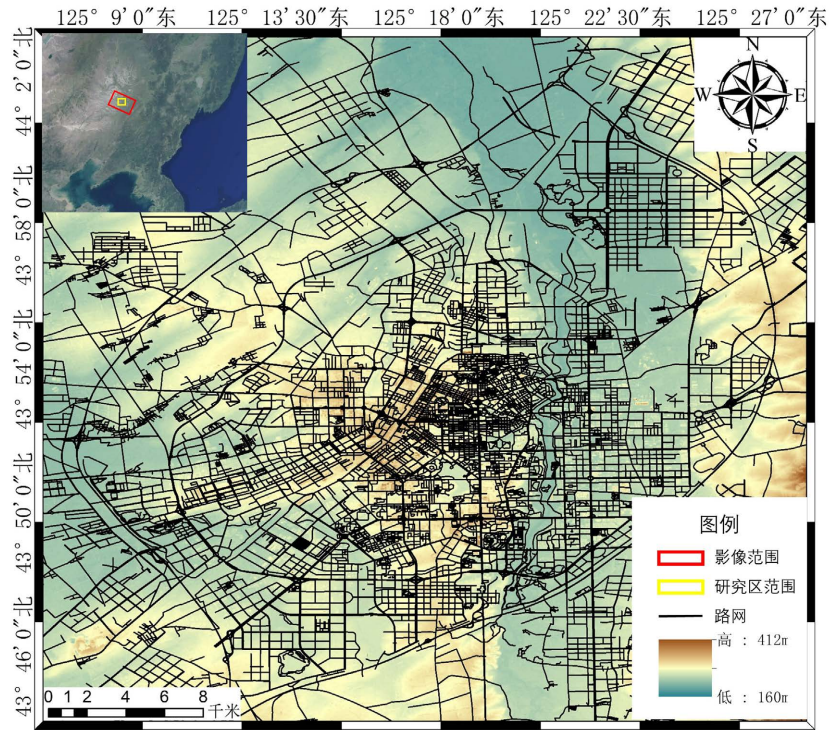 125° 9′0″东 125° 13′30″东 125° 18′0″东 125° 22′30″东 125° 27′0″东
44° 2′0″北
43° 58′0″北
43° 54′0″北
43° 50′0″北
43° 46′0″北
N
W
E
S
图例
影像范围
研究区范围
路网
高 : 412m
低 : 160m
0 1 2 4 6 8
千米